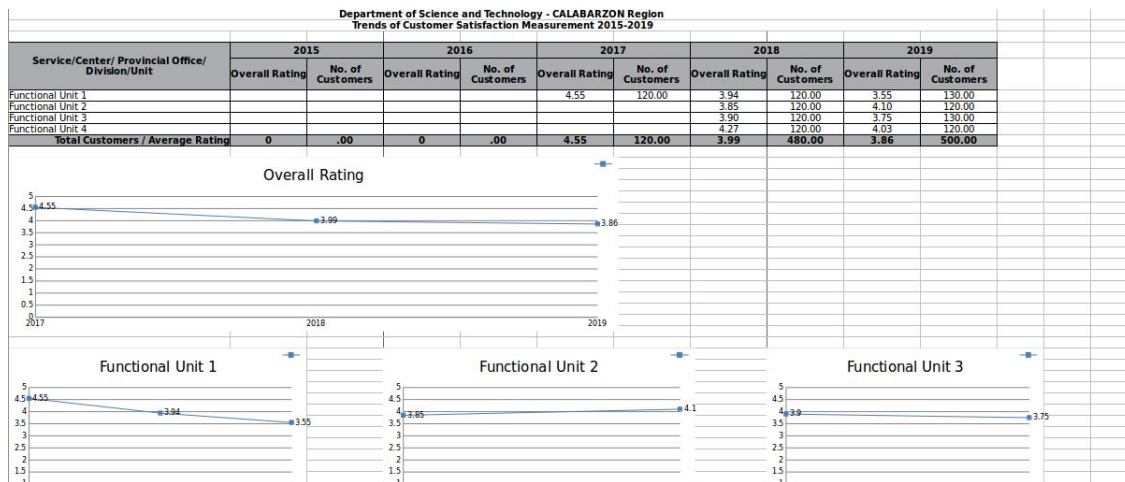 Department of Science and Technology - CALABARZON Region
Trends of Customer Satisfaction Measurement 2015-2019
Service/Center/ Provincial Office/ Division/Unit 2015 2016 2017 2018 2019
Overall Rating No. of Customers Overall Rating No. of Customers Overall Rating No. of Customers Overall Rating No. of Customers Overall Rating No. of Customers
Functional Unit 1 4.55 120.00 3.94 120.00 3.55 130.00
Functional Unit 2 3.85 120.00 4.10 120.00
Functional Unit 3 3.90 120.00 3.75 130.00
Functional Unit 4 4.27 120.00 4.03 120.00
Total Customers / Average Rating 0 .00 0 .00 4.55 120.00 3.99 480.00 3.86 500.00
Overall Rating
5
4.5 4.55
4 3.99 3.86
3.5
3
2.5
2
1.5
1
0.5
0
2017 2018 2019
Functional Unit 1
5
4.5 4.55
4 3.94
3.5 3.55
3
2.5
2
1.5
1
Functional Unit 2
5
4.5
4 3.85 4.1
3.5
3
2.5
2
1.5
1
Functional Unit 3
5
4.5
4 3.9 3.75
3.5
3
2.5
2
1.5
1